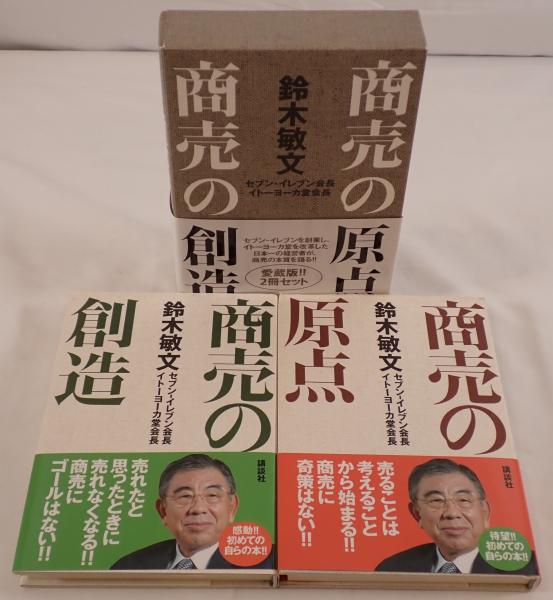 商売の
原点
鈴木敏文
セブン-イレブン会長
イトーヨーカ堂会長
商売の
創造
セブン-イレブンを創業し、
イトーヨーカ堂を改革した
日本一の経営者が、
商売の本質を語る!!
愛蔵版!!
2冊セット
商売の
創造
鈴木敏文
セブン-イレブン会長
イトーヨーカ堂会長
売れたと
思ったときに
売れなくなる!!
商売に
ゴールはない!!
講談社
感動!!
初めての
自らの本!!
商売の
原点
鈴木敏文
セブン-イレブン会長
イトーヨーカ堂会長
売ることは
考えること
から始まる!!
商売に
奇策はない!!
講談社
待望!!
初めての
自らの本!!